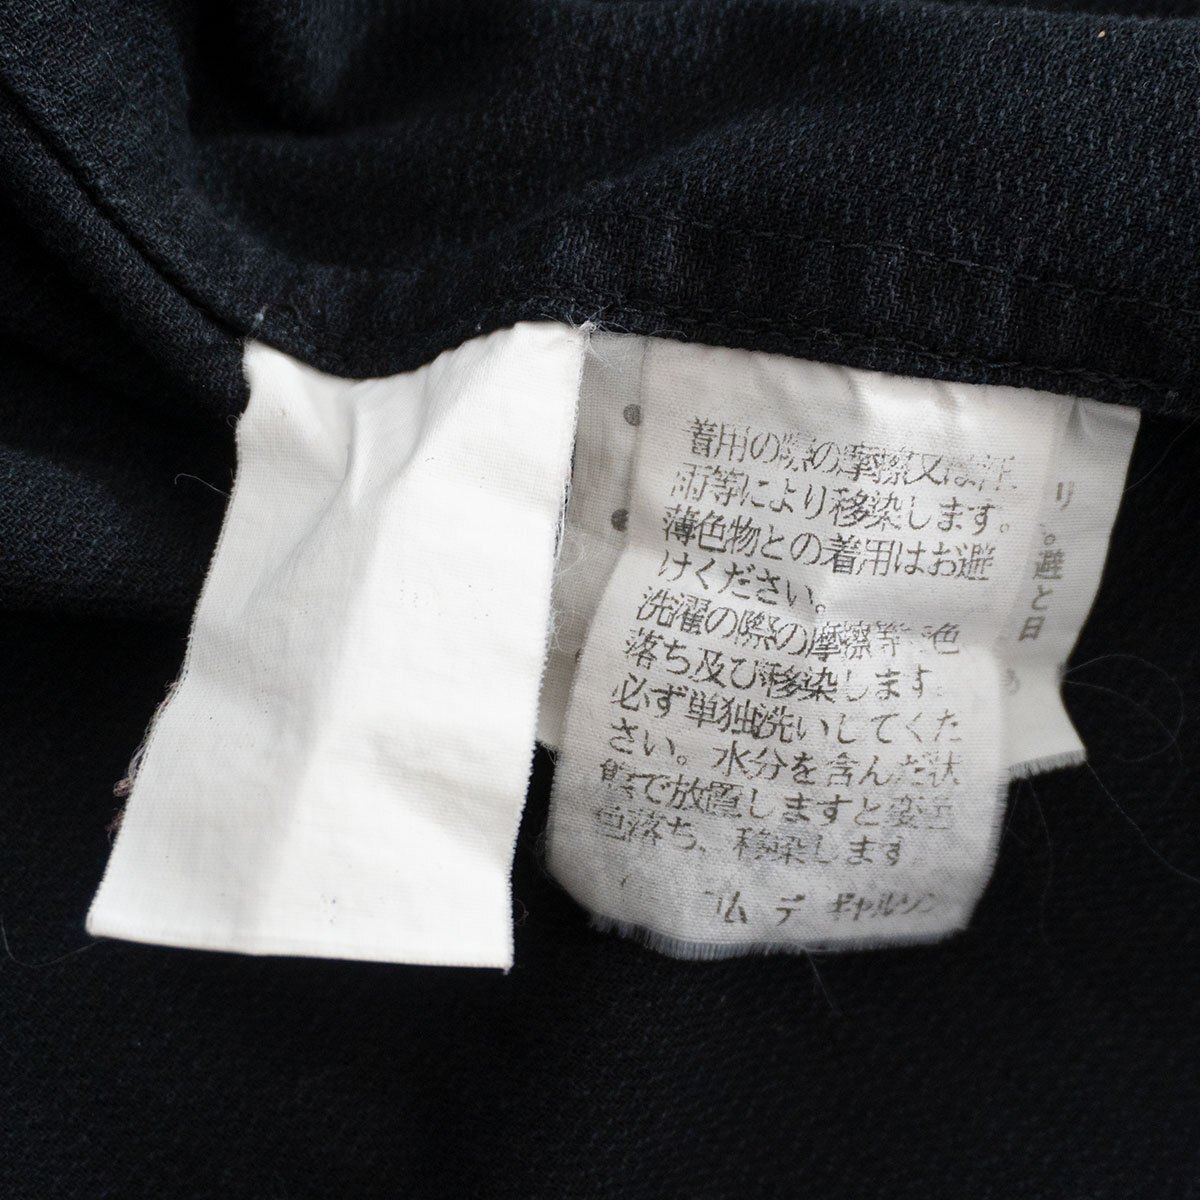 着用の際の摩擦又は汗、
雨等により移染します。
薄色物との着用はお避
けください。
洗濯の際の摩擦等で色
落ち及び移染します。
必ず単独洗いしてくだ
さい。水分を含んだ状
態で放置しますと変色
色落ち、移染します。
ム デ ギャルソン
り
。避と日